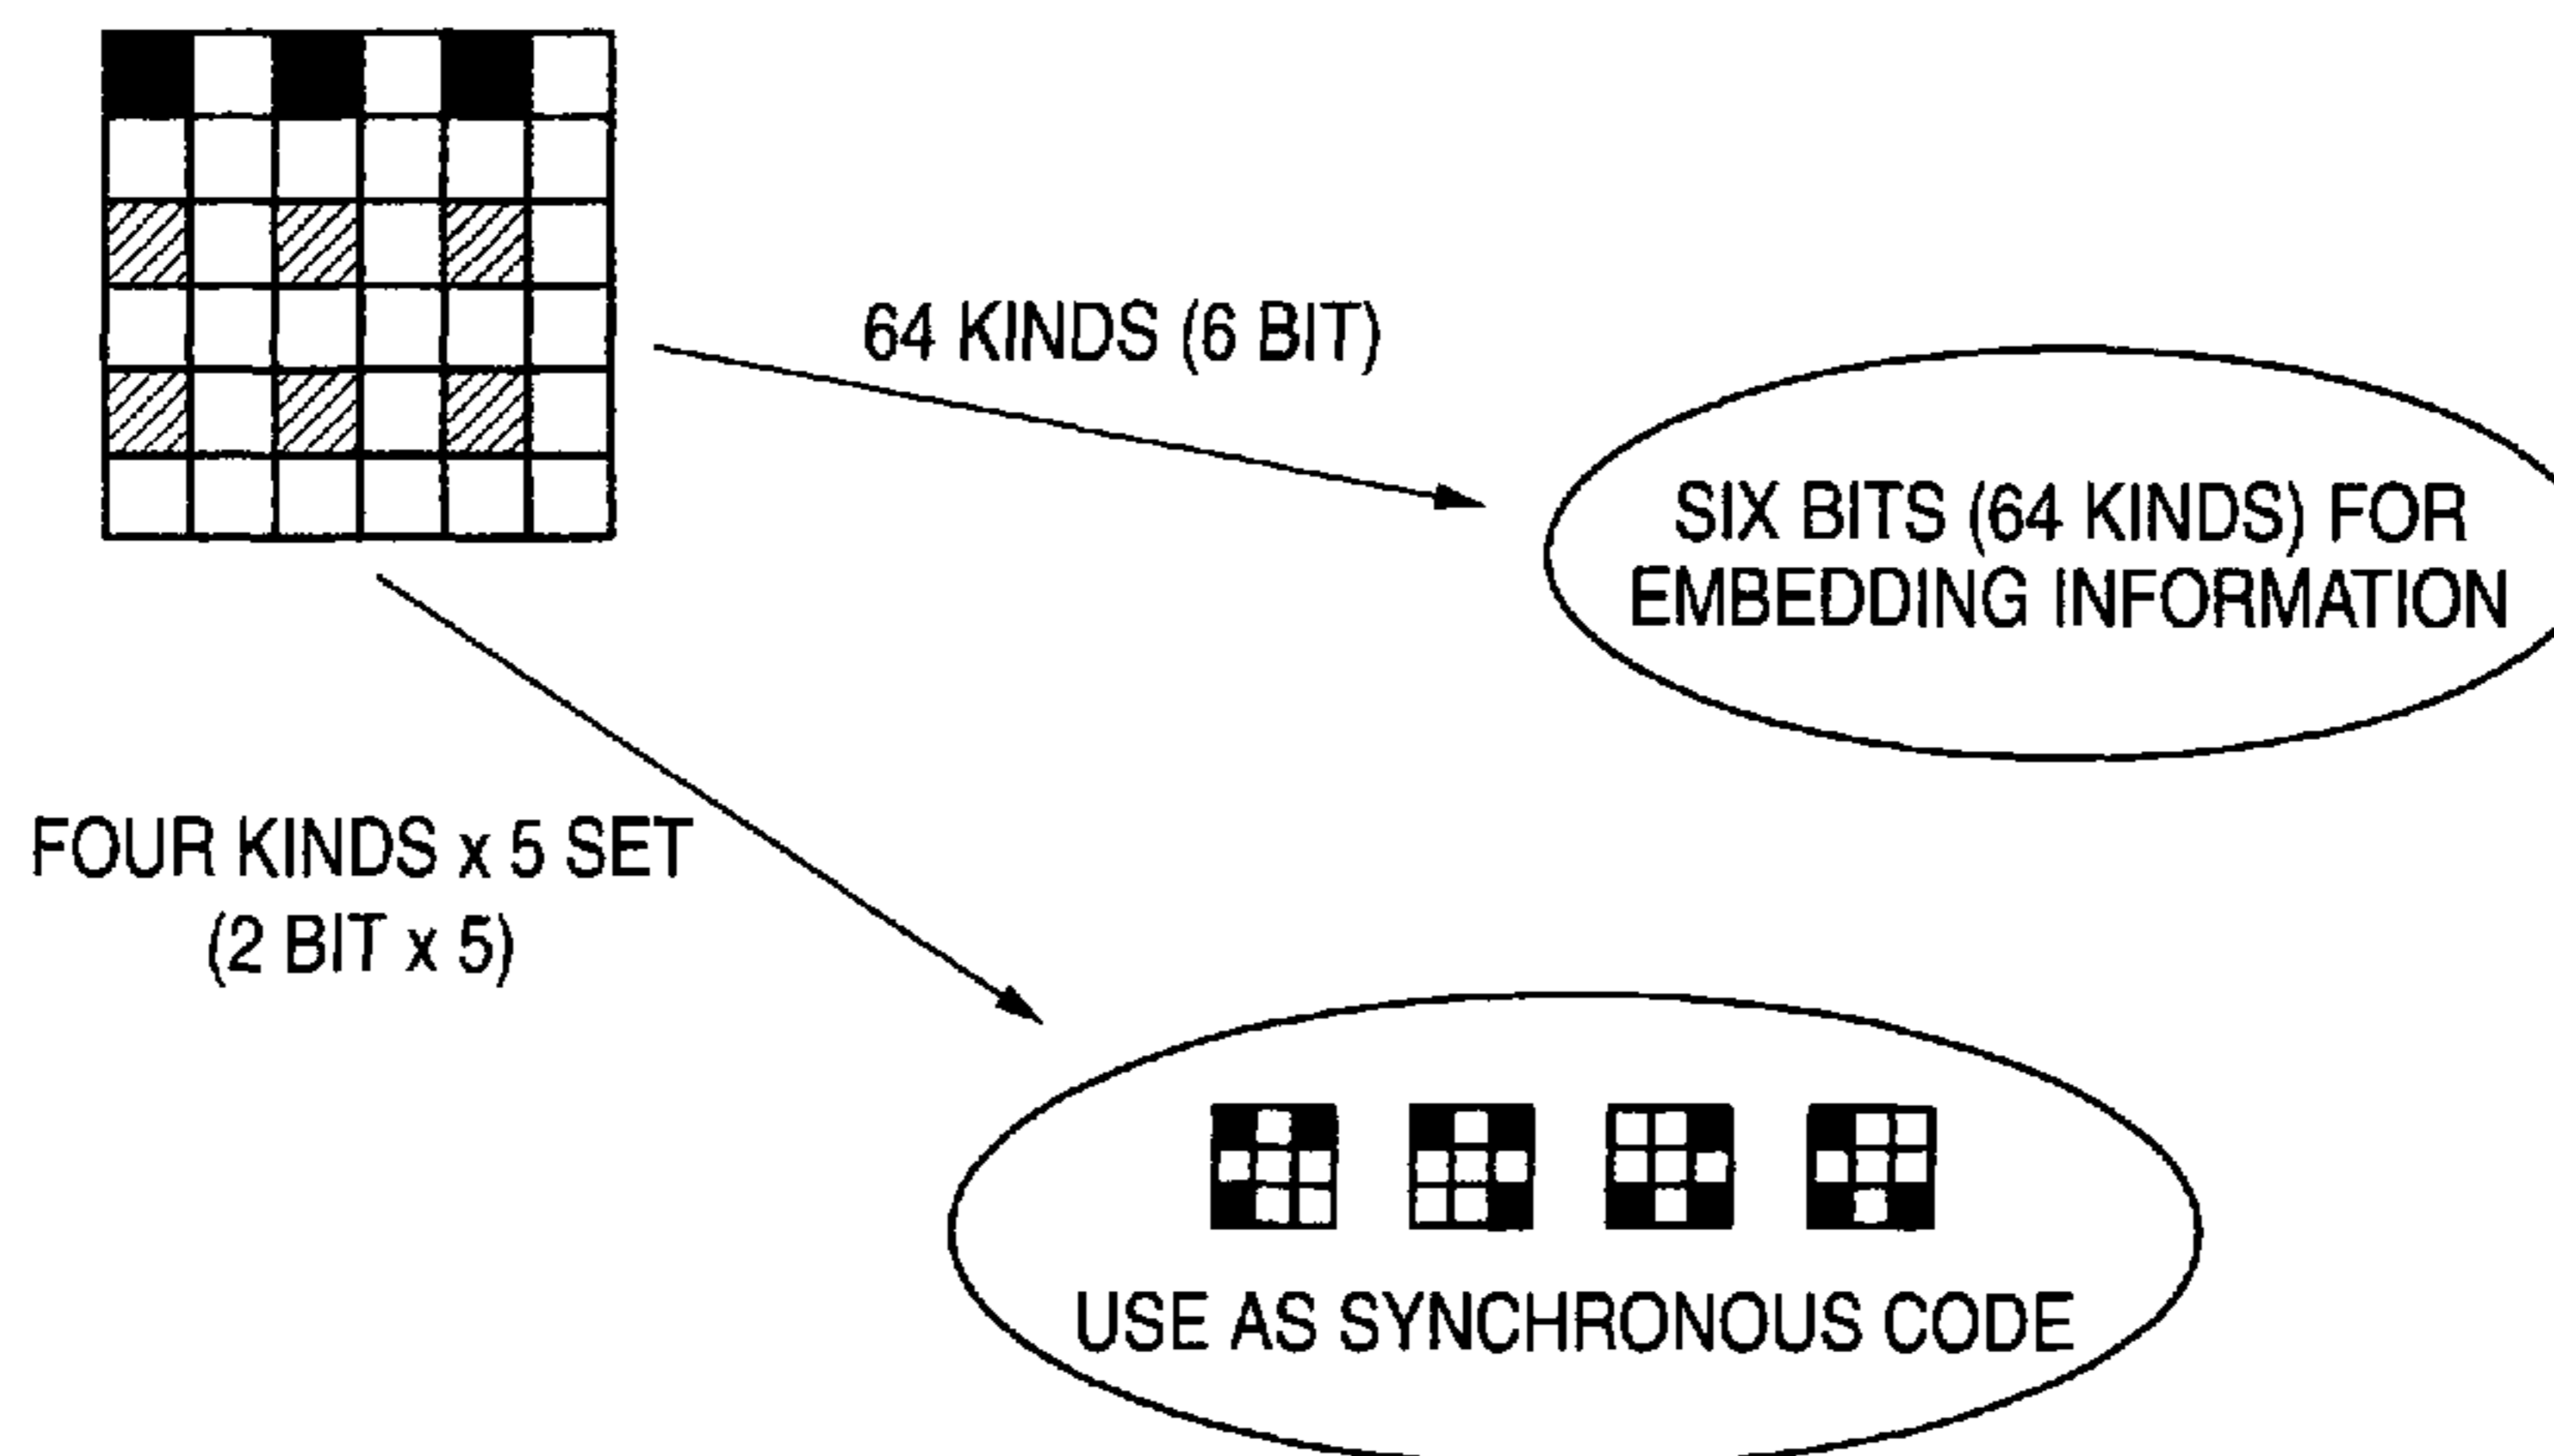 64 KINDS (6 BIT)
SIX BITS (64 KINDS) FOR
EMBEDDING INFORMATION
FOUR KINDS x 5 SET
(2 BIT x 5)
USE AS SYNCHRONOUS CODE